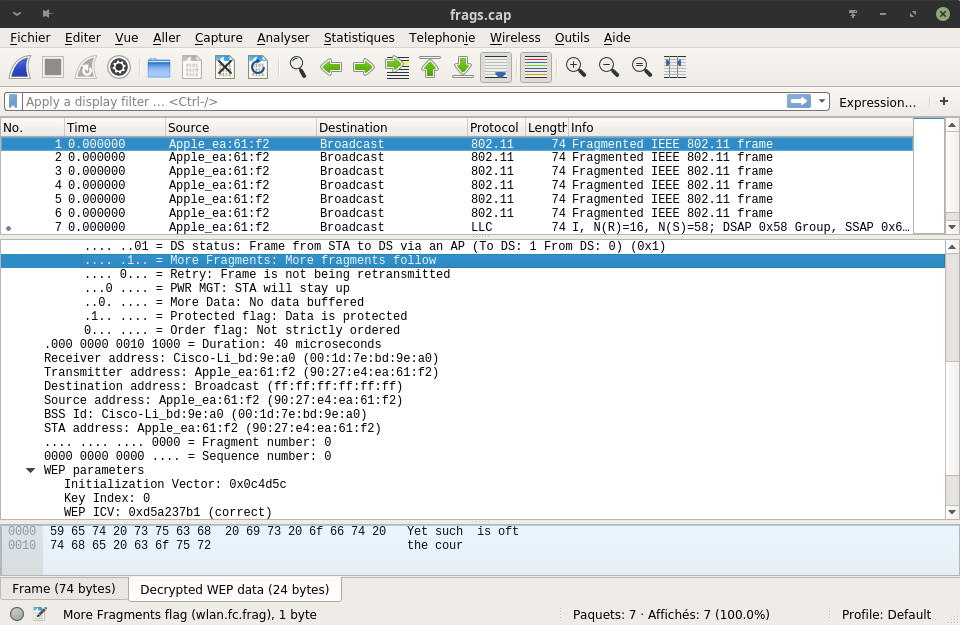 frags.cap
Fichier Editer Vue Aller Capture Analyser Statistiques Telephonie Wireless Outils Aide
Apply a display filter ... <Ctrl-/> Expression... +
No. Time Source Destination Protocol Length Info
1 0.000000 Apple_ea:61:f2 Broadcast 802.11 74 Fragmented IEEE 802.11 frame
2 0.000000 Apple_ea:61:f2 Broadcast 802.11 74 Fragmented IEEE 802.11 frame
3 0.000000 Apple_ea:61:f2 Broadcast 802.11 74 Fragmented IEEE 802.11 frame
4 0.000000 Apple_ea:61:f2 Broadcast 802.11 74 Fragmented IEEE 802.11 frame
5 0.000000 Apple_ea:61:f2 Broadcast 802.11 74 Fragmented IEEE 802.11 frame
6 0.000000 Apple_ea:61:f2 Broadcast 802.11 74 Fragmented IEEE 802.11 frame
7 0.000000 Apple_ea:61:f2 Broadcast LLC 74 I, N(R)=16, N(S)=58; DSAP 0x58 Group, SSAP 0x6…
.... ..01 = DS status: Frame from STA to DS via an AP (To DS: 1 From DS: 0) (0x1)
.... .1.. = More Fragments: More fragments follow
.... 0... = Retry: Frame is not being retransmitted
...0 .... = PWR MGT: STA will stay up
..0. .... = More Data: No data buffered
.1.. .... = Protected flag: Data is protected
0... .... = Order flag: Not strictly ordered
.000 0000 0010 1000 = Duration: 40 microseconds
Receiver address: Cisco-Li_bd:9e:a0 (00:1d:7e:bd:9e:a0)
Transmitter address: Apple_ea:61:f2 (90:27:e4:ea:61:f2)
Destination address: Broadcast (ff:ff:ff:ff:ff:ff)
Source address: Apple_ea:61:f2 (90:27:e4:ea:61:f2)
BSS Id: Cisco-Li_bd:9e:a0 (00:1d:7e:bd:9e:a0)
STA address: Apple_ea:61:f2 (90:27:e4:ea:61:f2)
.... .... .... 0000 = Fragment number: 0
0000 0000 0000 .... = Sequence number: 0
WEP parameters
Initialization Vector: 0x0c4d5c
Key Index: 0
WEP ICV: 0xd5a237b1 (correct)
0000 59 65 74 20 73 75 63 68 20 69 73 20 6f 66 74 20 Yet such is oft
0010 74 68 65 20 63 6f 75 72 the cour
Frame (74 bytes) Decrypted WEP data (24 bytes)
More Fragments flag (wlan.fc.frag), 1 byte Paquets: 7 · Affichés: 7 (100.0%) Profile: Default